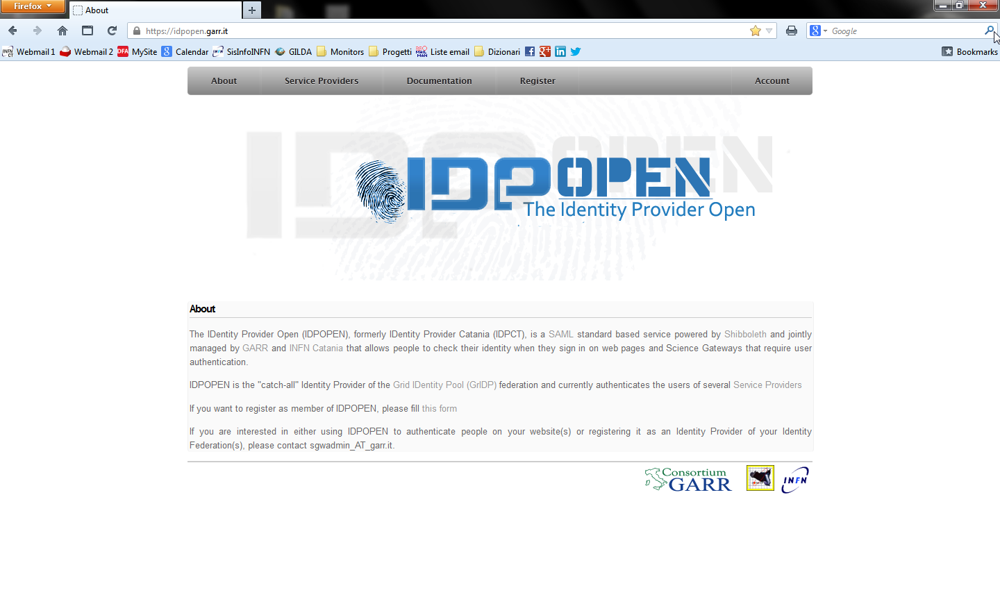 Firefox
About
https://idpopen.garr.it
Google
Webmail 1 Webmail 2 MySite Calendar SisInfoINFN GILDA Monitors Progetti Liste email Dizionari Bookmarks
About Service Providers Documentation Register Account
IDP OPEN
IDP OPEN
The Identity Provider Open
About
The IDentity Provider Open (IDPOPEN), formerly IDentity Provider Catania (IDPCT), is a SAML standard based service powered by Shibboleth and jointly
managed by GARR and INFN Catania that allows people to check their identity when they sign in on web pages and Science Gateways that require user
authentication.
IDPOPEN is the "catch-all" Identity Provider of the Grid IDentity Pool (GrIDP) federation and currently authenticates the users of several Service Providers
If you want to register as member of IDPOPEN, please fill this form
If you are interested in either using IDPOPEN to authenticate people on your website(s) or registering it as an Identity Provider of your Identity
Federation(s), please contact sgwadmin_AT_garr.it.
Consortium
GARR
INFN